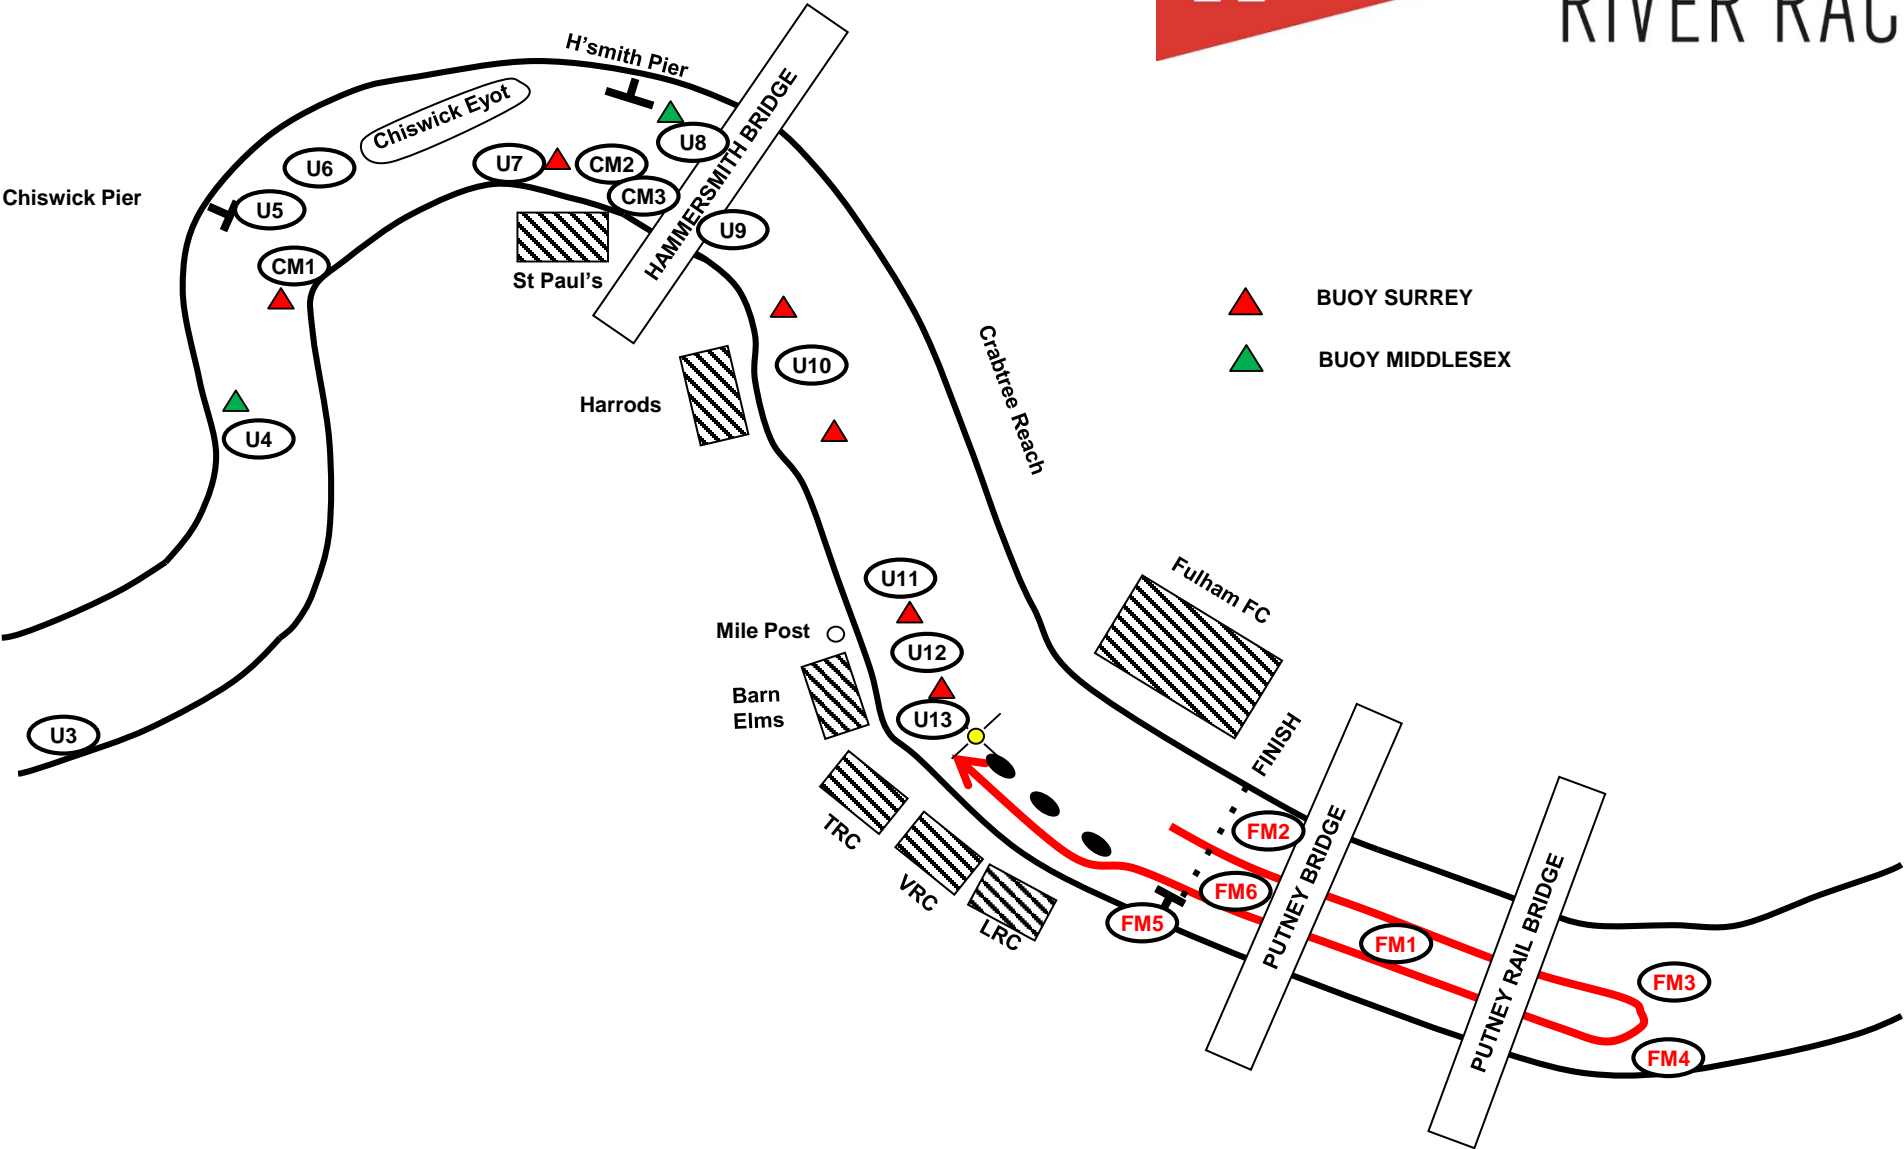 RIVER RAC
H'smith Pier
Chiswick Eyot
HAMMERSMITH BRIDGE
U8
U7
CM2
U6
CM3
Chiswick Pier
U5
U9
CM1
St Paul's
BUOY SURREY
BUOY MIDDLESEX
U10
Crabtree Reach
Harrods
U4
U11
Fulham FC
Mile Post
U12
Barn
Elms
U13
U3
FINISH
TRC
VRC
LRC
FM2
FM6
FM5
PUTNEY BRIDGE
FM1
PUTNEY RAIL BRIDGE
FM3
FM4